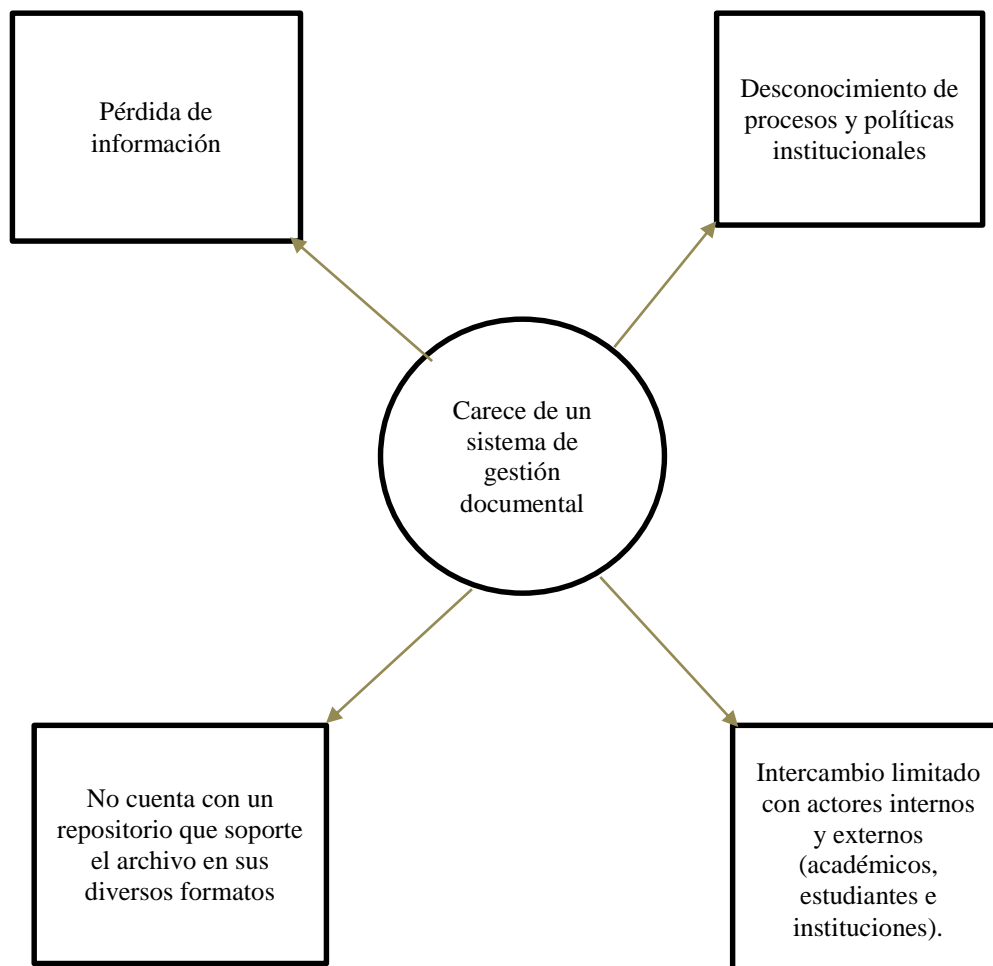 Pérdida de
información
Desconocimiento de
procesos y políticas
institucionales
Carece de un
sistema de
gestión
documental
No cuenta con un
repositorio que soporte
el archivo en sus
diversos formatos
Intercambio limitado
con actores internos
y externos
(académicos,
estudiantes e
instituciones).